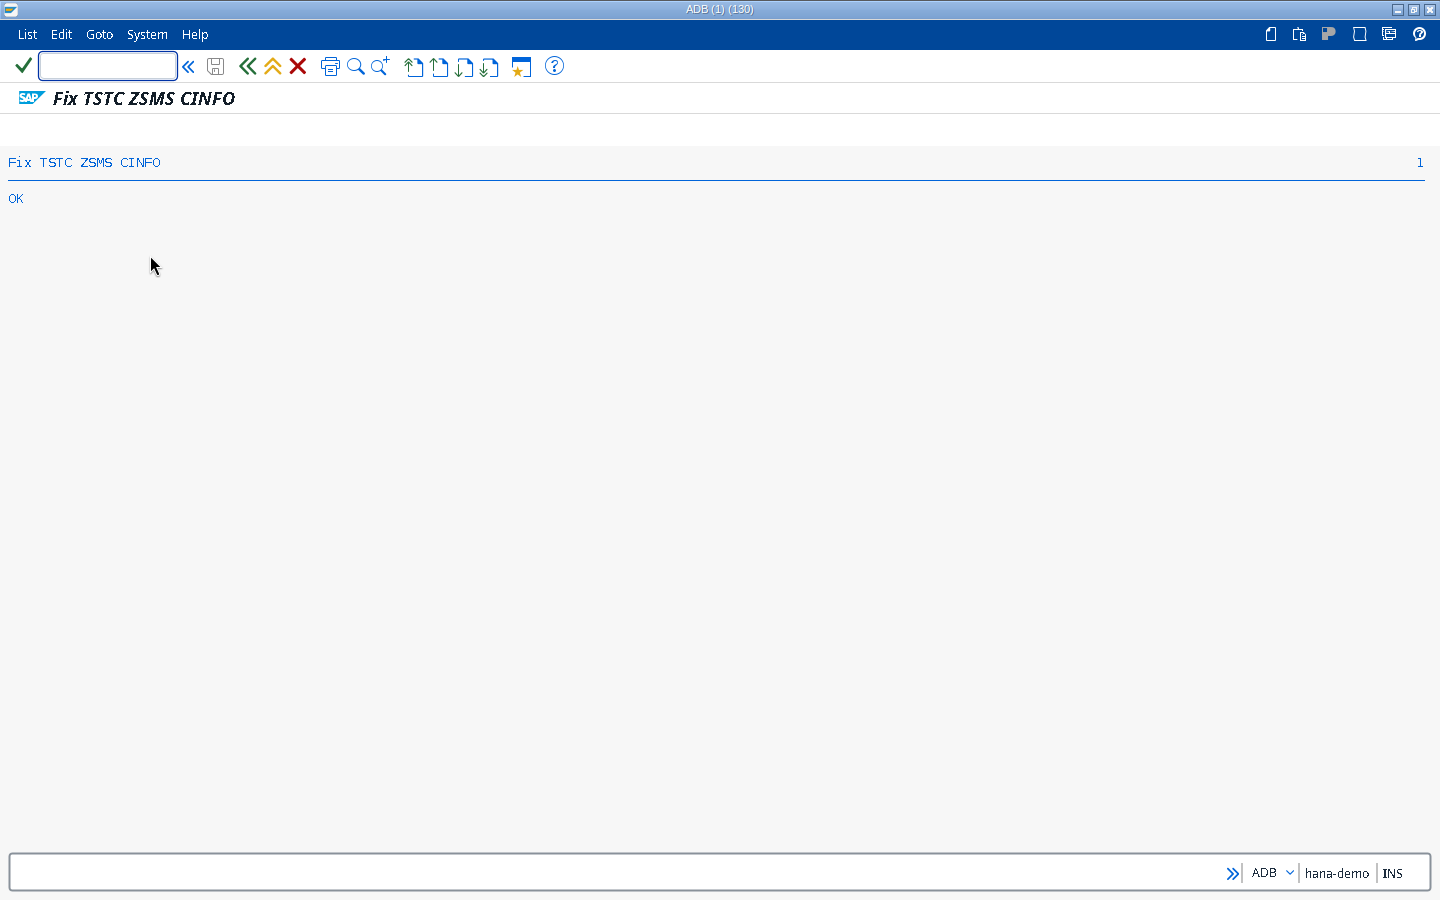 ADB (1) (130)
List Edit Goto System Help
SAP Fix TSTC ZSMS CINFO
Fix TSTC ZSMS CINFO 1
OK
ADB hana-demo INS